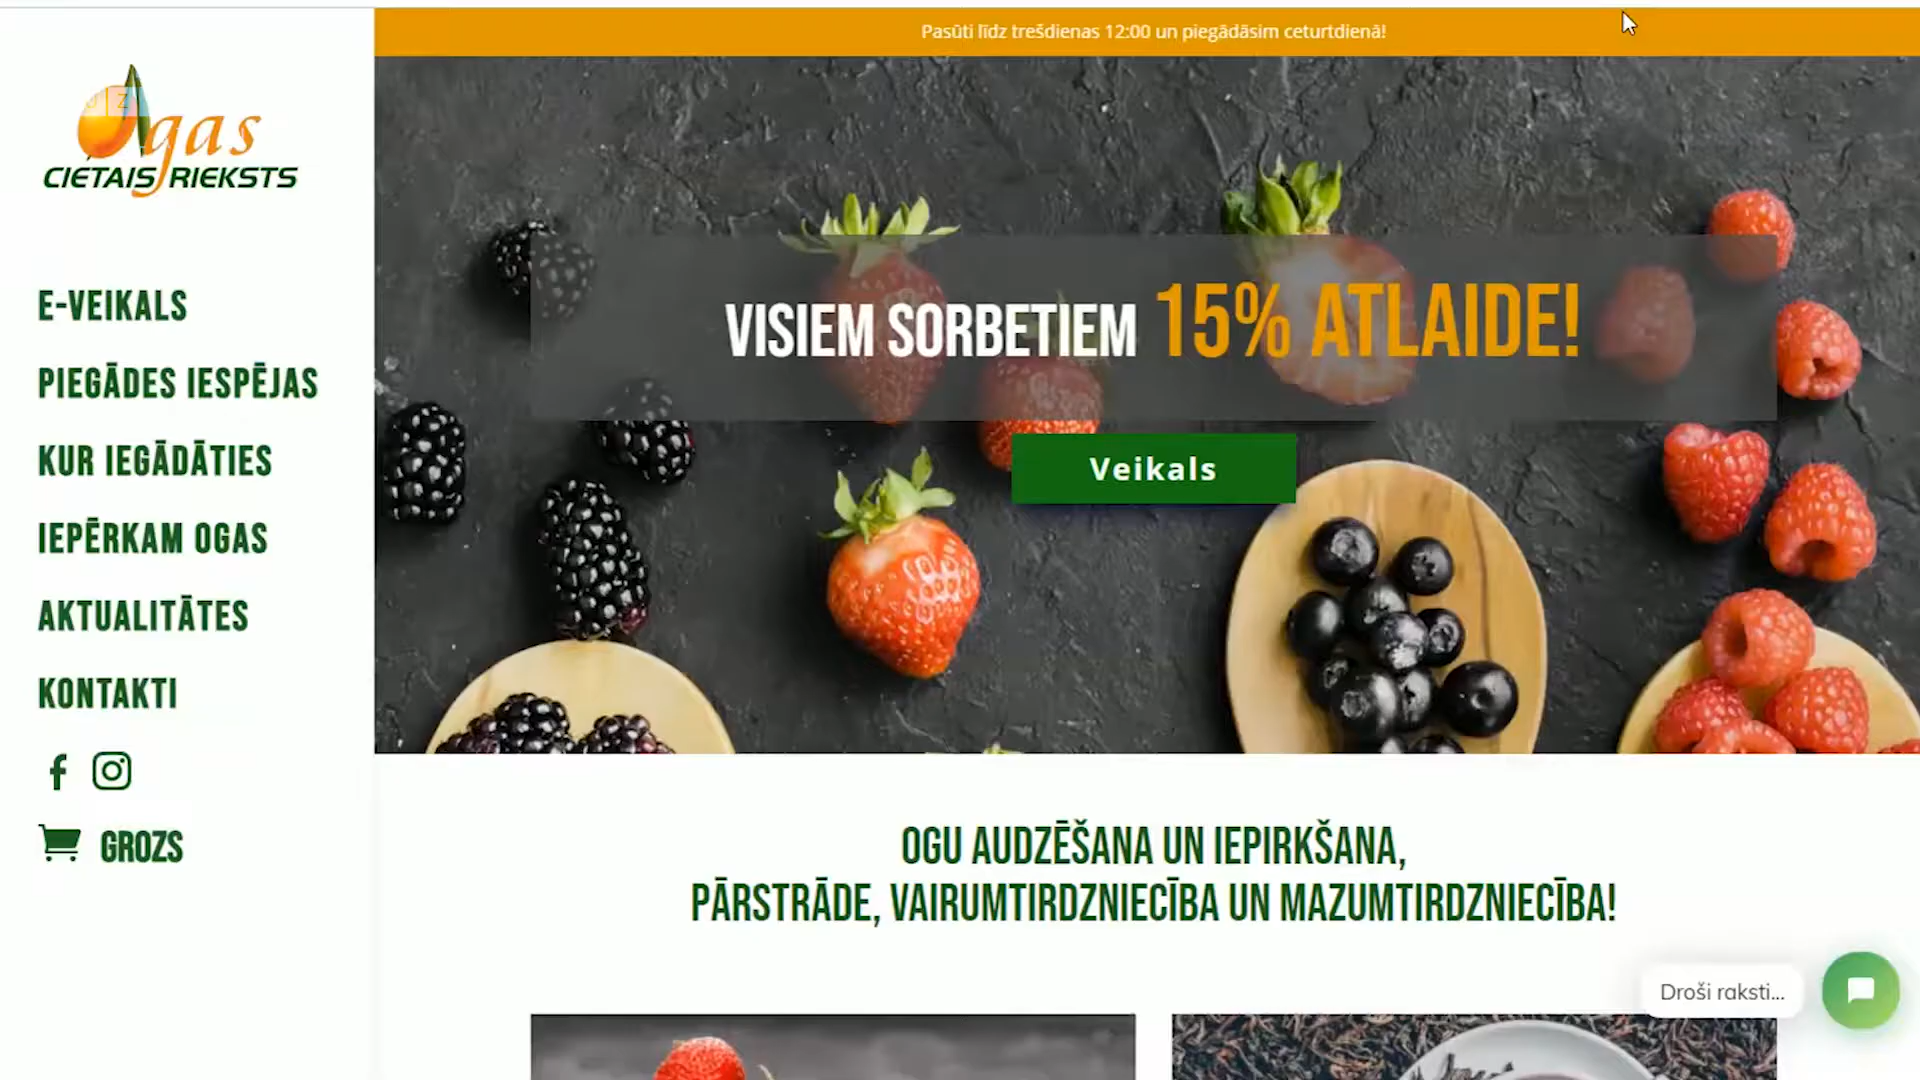 Pasūti līdz trešdienas 12:00 un piegādāsim ceturtdienā!
Ogas
CIETAIS RIEKSTS
E-VEIKALS
PIEGĀDES IESPĒJAS
KUR IEGĀDĀTIES
IEPĒRKAM OGAS
AKTUALITĀTES
KONTAKTI
GROZS
VISIEM SORBETIEM 15% ATLAIDE!
Veikals
OGU AUDZĒŠANA UN IEPIRKŠANA,
PĀRSTRĀDE, VAIRUMTIRDZNIECĪBA UN MAZUMTIRDZNIECĪBA!
Droši raksti...